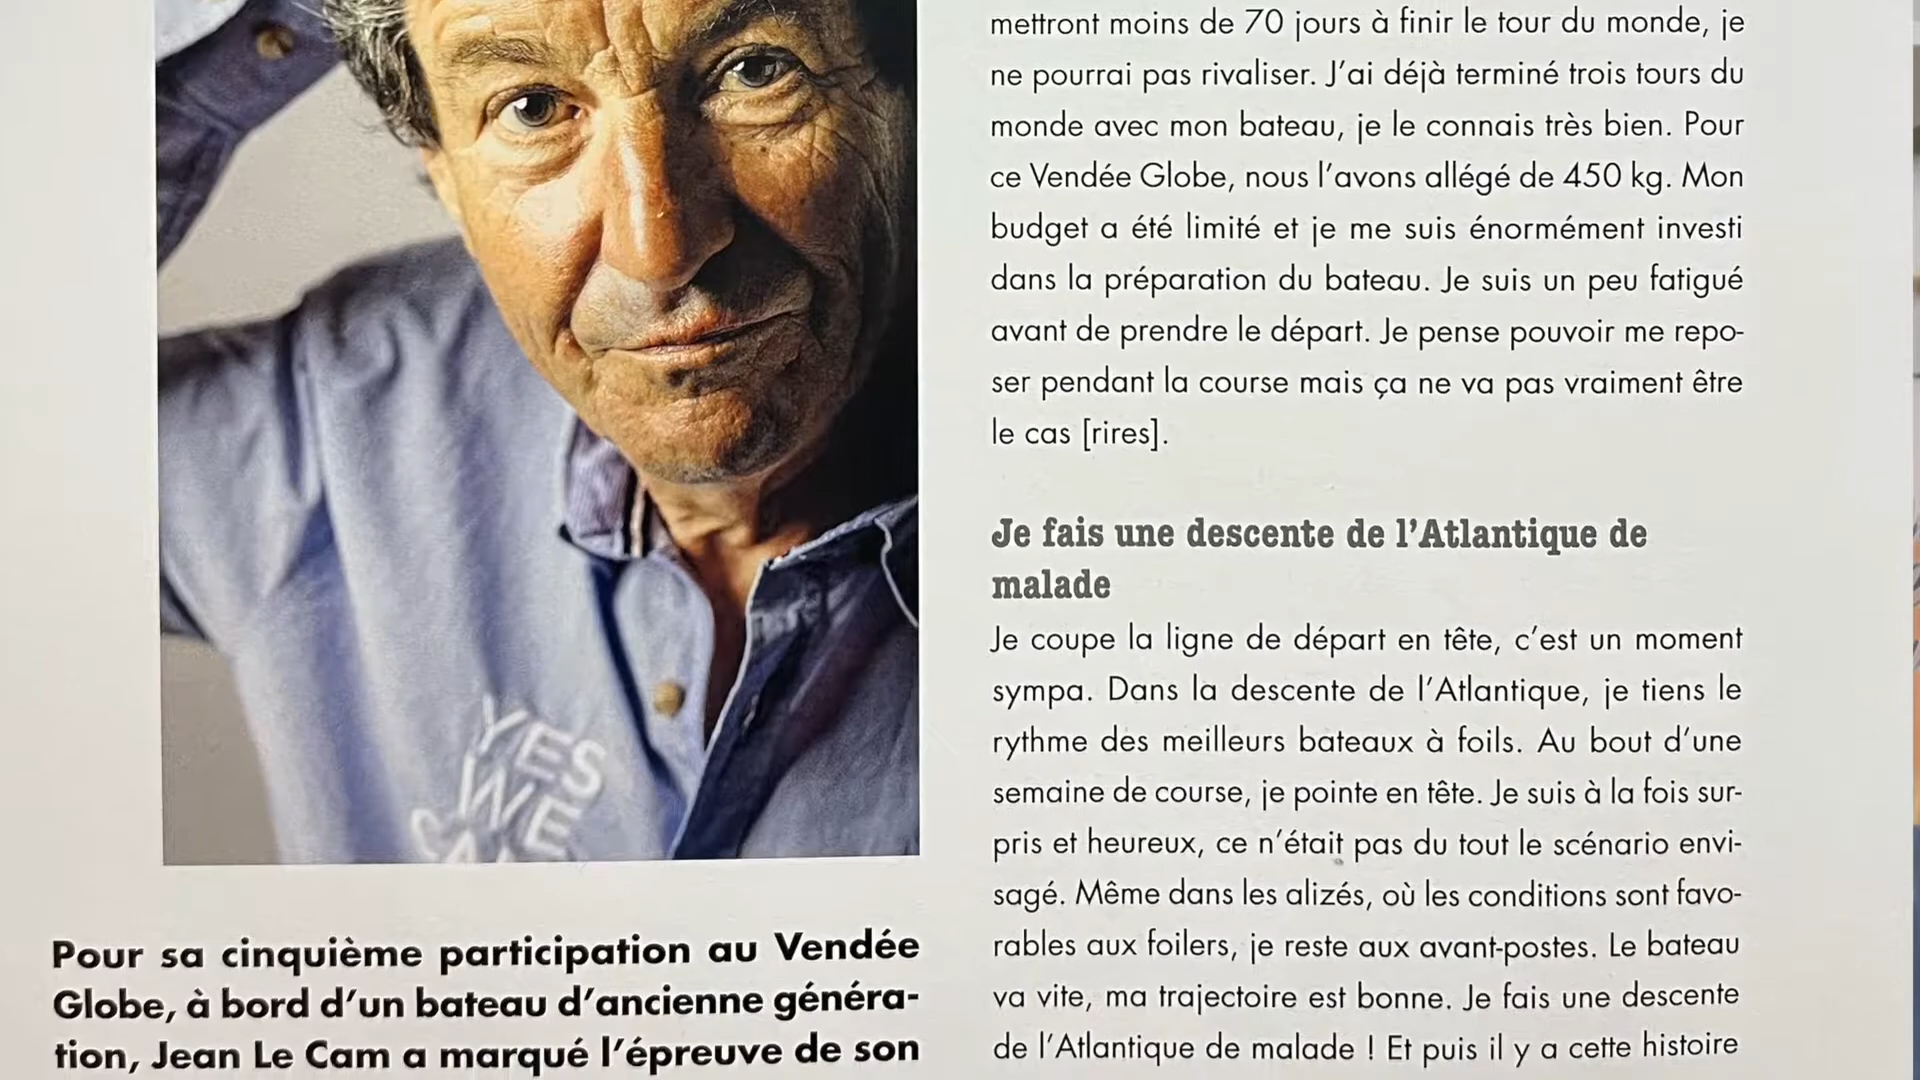 YES
WE
Pour sa cinquième participation au Vendée
Globe, à bord d'un bateau d'ancienne généra-
tion, Jean Le Cam a marqué l'épreuve de son
mettront moins de 70 jours à finir le tour du monde, je
ne pourrai pas rivaliser. J'ai déjà terminé trois tours du
monde avec mon bateau, je le connais très bien. Pour
ce Vendée Globe, nous l'avons allégé de 450 kg. Mon
budget a été limité et je me suis énormément investi
dans la préparation du bateau. Je suis un peu fatigué
avant de prendre le départ. Je pense pouvoir me repo-
ser pendant la course mais ça ne va pas vraiment être
le cas [rires].
Je fais une descente de l'Atlantique de
malade
Je coupe la ligne de départ en tête, c'est un moment
sympa. Dans la descente de l'Atlantique, je tiens le
rythme des meilleurs bateaux à foils. Au bout d'une
semaine de course, je pointe en tête. Je suis à la fois sur-
pris et heureux, ce n'était pas du tout le scénario envi-
sagé. Même dans les alizés, où les conditions sont favo-
rables aux foilers, je reste aux avant-postes. Le bateau
va vite, ma trajectoire est bonne. Je fais une descente
de l'Atlantique de malade ! Et puis il y a cette histoire